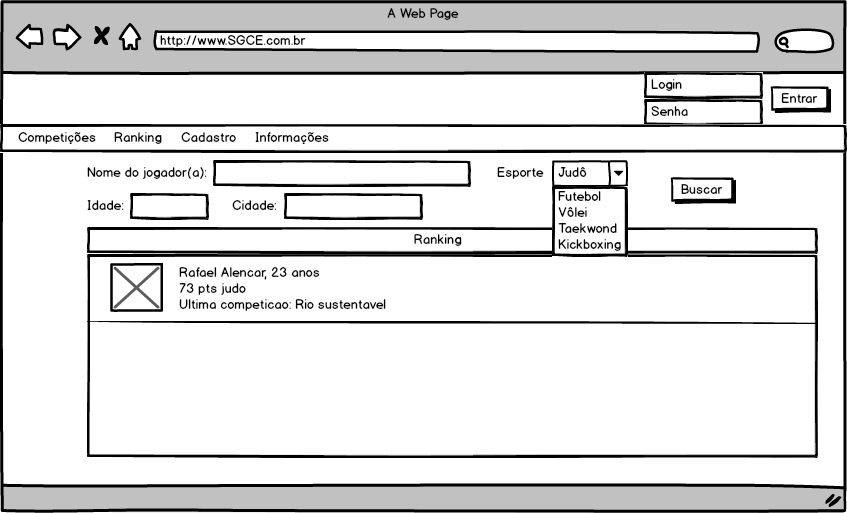 A Web Page
http://www.SGCE.com.br
Login
Senha
Entrar
Competições Ranking Cadastro Informações
Nome do jogador(a): Esporte Judô
Buscar
Futebol
Vôlei
Taekwond
Kickboxing
Idade: Cidade:
Ranking
Rafael Alencar, 23 anos
73 pts judo
Ultima competicao: Rio sustentavel